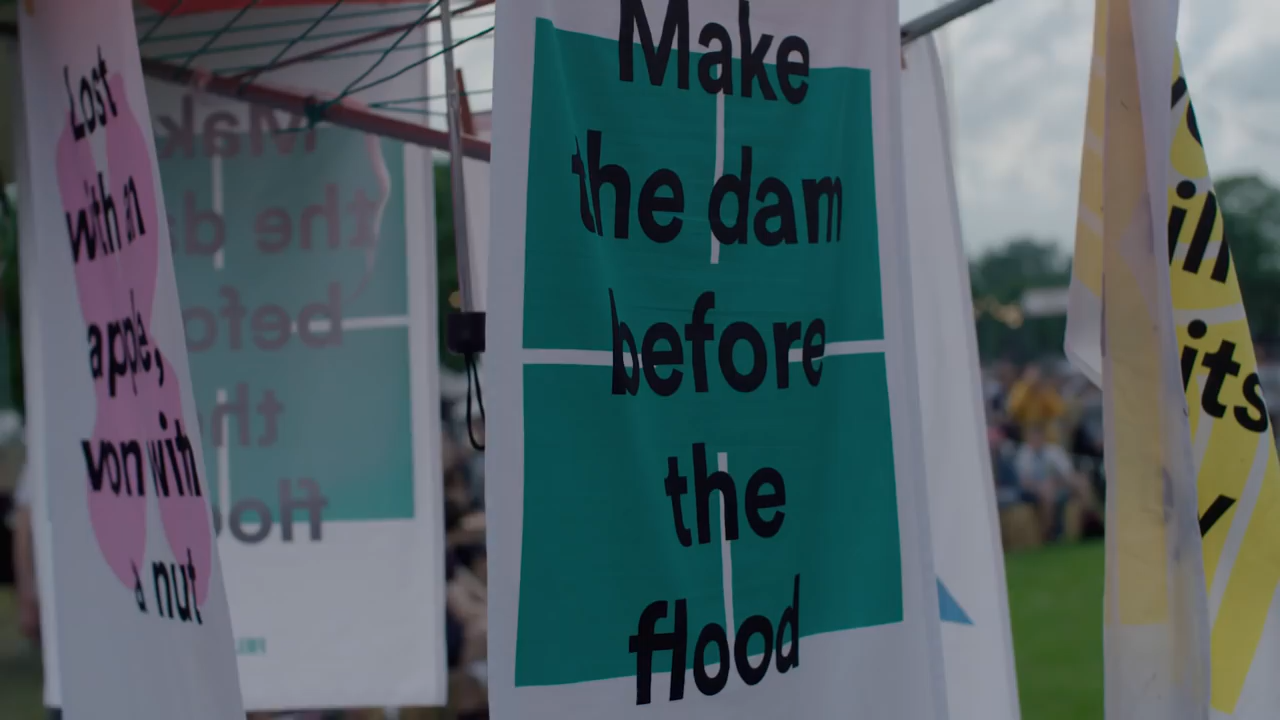 Lost
with an
apple,
won with
a nut
Make
the dam
before
the
flood
its